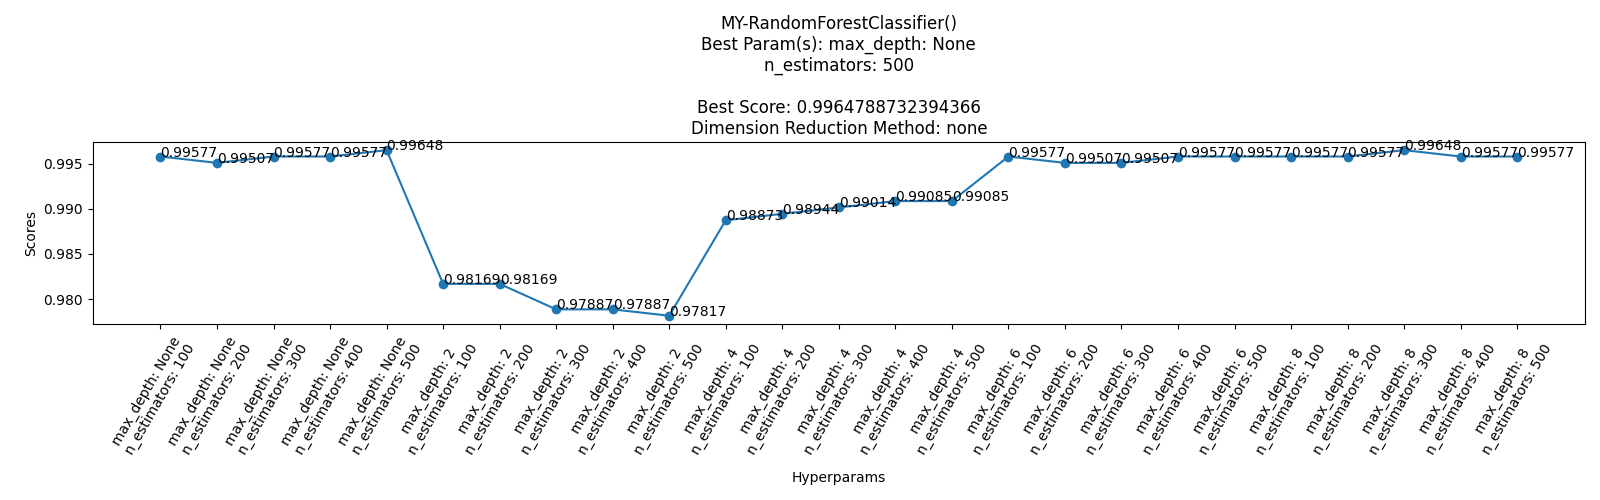 MY-RandomForestClassifier()
Best Param(s): max_depth: None
n_estimators: 500
Best Score: 0.9964788732394366
Dimension Reduction Method: none
Scores
0.995
0.990
0.985
0.980
0.99577
0.99507
0.99577
0.99577
0.99648
0.98169
0.98169
0.97887
0.97887
0.97817
0.98873
0.98944
0.99014
0.99085
0.99085
0.99577
0.99507
0.99507
0.99577
0.99577
0.99577
0.99577
0.99648
0.99577
0.99577
max_depth: None
n_estimators: 100
max_depth: None
n_estimators: 200
max_depth: None
n_estimators: 300
max_depth: None
n_estimators: 400
max_depth: None
n_estimators: 500
max_depth: 2
n_estimators: 100
max_depth: 2
n_estimators: 200
max_depth: 2
n_estimators: 300
max_depth: 2
n_estimators: 400
max_depth: 2
n_estimators: 500
max_depth: 4
n_estimators: 100
max_depth: 4
n_estimators: 200
max_depth: 4
n_estimators: 300
max_depth: 4
n_estimators: 400
max_depth: 4
n_estimators: 500
max_depth: 6
n_estimators: 100
max_depth: 6
n_estimators: 200
max_depth: 6
n_estimators: 300
max_depth: 6
n_estimators: 400
max_depth: 6
n_estimators: 500
max_depth: 8
n_estimators: 100
max_depth: 8
n_estimators: 200
max_depth: 8
n_estimators: 300
max_depth: 8
n_estimators: 400
max_depth: 8
n_estimators: 500
Hyperparams